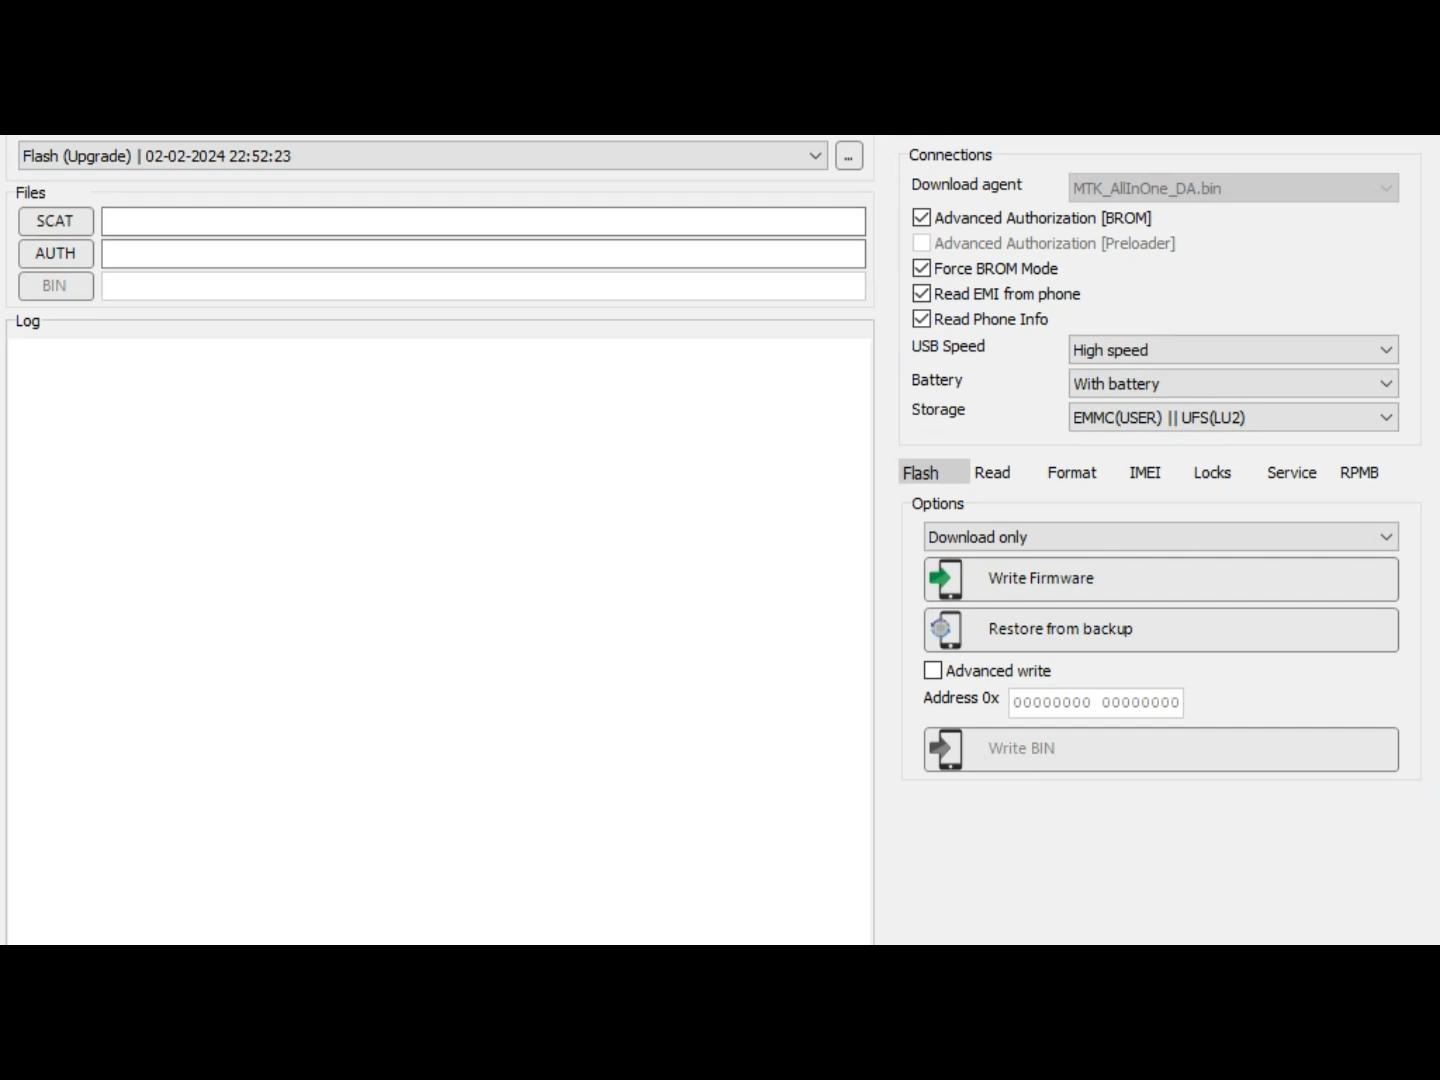 Flash (Upgrade) | 02-02-2024 22:52:23
...
Files
SCAT
AUTH
BIN
Log
Connections
Download agent
MTK_AllInOne_DA.bin
Advanced Authorization [BROM]
Advanced Authorization [Preloader]
Force BROM Mode
Read EMI from phone
Read Phone Info
USB Speed
High speed
Battery
With battery
Storage
EMMC(USER) || UFS(LU2)
Flash Read Format IMEI Locks Service RPMB
Options
Download only
Write Firmware
Restore from backup
Advanced write
Address 0x
00000000 00000000
Write BIN